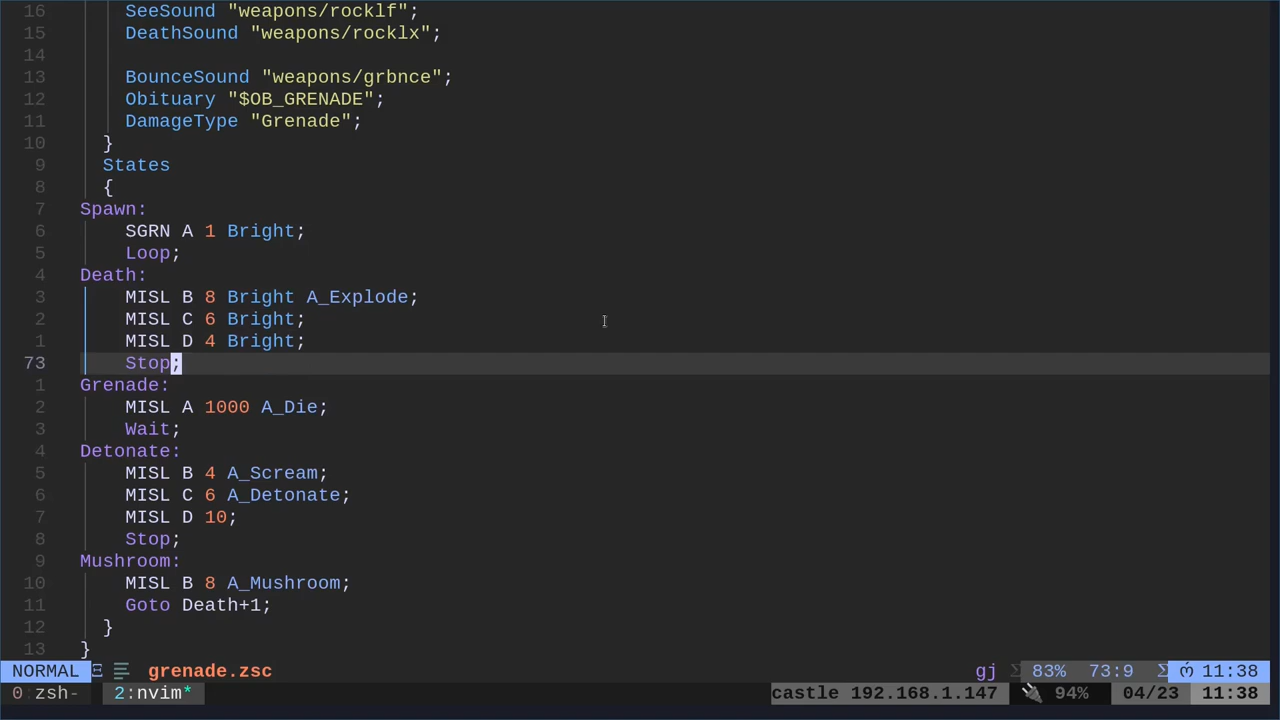 16 SeeSound "weapons/rocklf";
15 DeathSound "weapons/rocklx";
14
13 BounceSound "weapons/grbnce";
12 Obituary "$OB_GRENADE";
11 DamageType "Grenade";
10 }
9 States
8 {
7 Spawn:
6 SGRN A 1 Bright;
5 Loop;
4 Death:
3 MISL B 8 Bright A_Explode;
2 MISL C 6 Bright;
1 MISL D 4 Bright;
73 Stop;
1 Grenade:
2 MISL A 1000 A_Die;
3 Wait;
4 Detonate:
5 MISL B 4 A_Scream;
6 MISL C 6 A_Detonate;
7 MISL D 10;
8 Stop;
9 Mushroom:
10 MISL B 8 A_Mushroom;
11 Goto Death+1;
12 }
13 }
NORMAL grenade.zsc gj 83% 73:9 11:38
0:zsh- 2:nvim* castle 192.168.1.147 94% 04/23 11:38